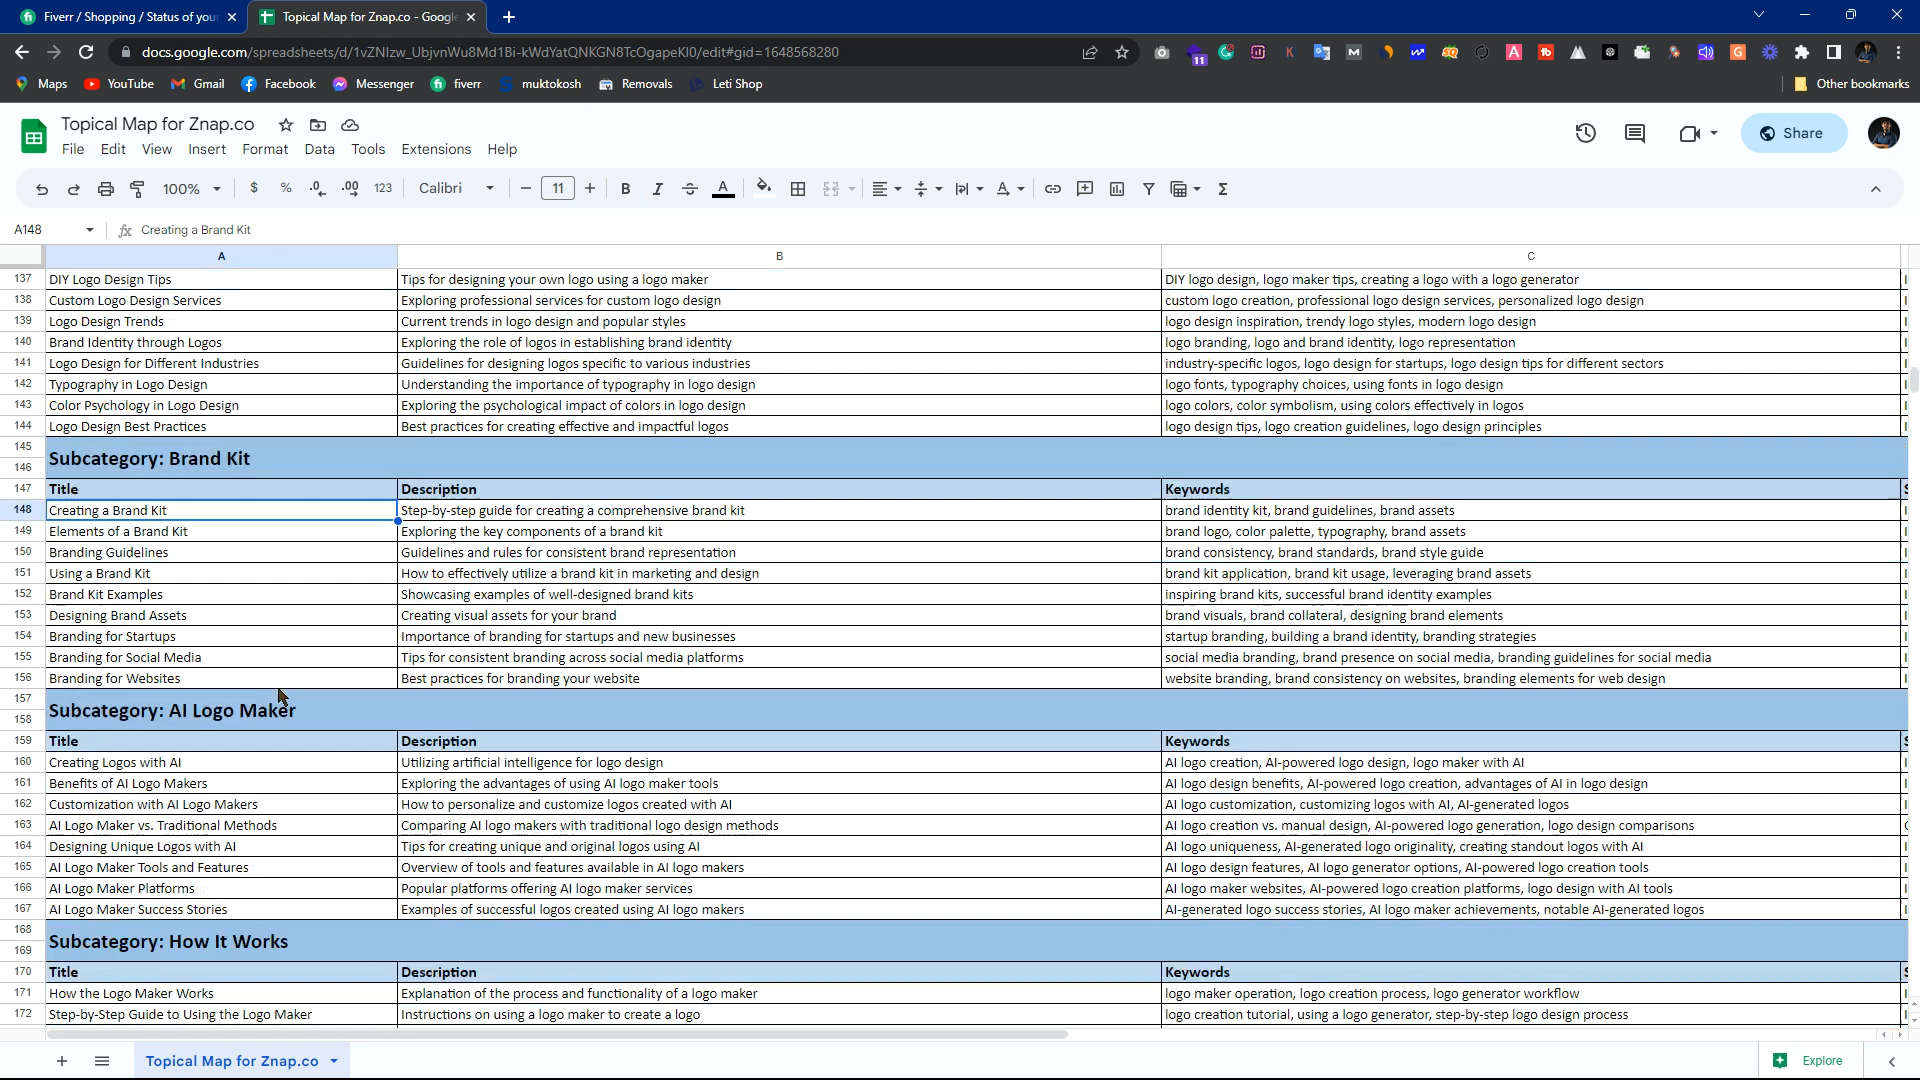 Fiverr / Shopping / Status of you
Topical Map for Znap.co - Google
docs.google.com/spreadsheets/d/1vZNIzw_UbjvnWu8Md1Bi-kWdYatQNKGN8TcOgapeKl0/edit#gid=1648568280
11
Maps YouTube Gmail Facebook Messenger fiverr muktokosh Removals Leti Shop Other bookmarks
Topical Map for Znap.co
File Edit View Insert Format Data Tools Extensions Help
Share
100% $ % .0 .00 123 Calibri 11 B I A
A148 fx Creating a Brand Kit
A B C
137 DIY Logo Design Tips Tips for designing your own logo using a logo maker DIY logo design, logo maker tips, creating a logo with a logo generator
138 Custom Logo Design Services Exploring professional services for custom logo design custom logo creation, professional logo design services, personalized logo design
139 Logo Design Trends Current trends in logo design and popular styles logo design inspiration, trendy logo styles, modern logo design
140 Brand Identity through Logos Exploring the role of logos in establishing brand identity logo branding, logo and brand identity, logo representation
141 Logo Design for Different Industries Guidelines for designing logos specific to various industries industry-specific logos, logo design for startups, logo design tips for different sectors
142 Typography in Logo Design Understanding the importance of typography in logo design logo fonts, typography choices, using fonts in logo design
143 Color Psychology in Logo Design Exploring the psychological impact of colors in logo design logo colors, color symbolism, using colors effectively in logos
144 Logo Design Best Practices Best practices for creating effective and impactful logos logo design tips, logo creation guidelines, logo design principles
145
Subcategory: Brand Kit
146
147 Title Description Keywords
148 Creating a Brand Kit Step-by-step guide for creating a comprehensive brand kit brand identity kit, brand guidelines, brand assets
149 Elements of a Brand Kit Exploring the key components of a brand kit brand logo, color palette, typography, brand assets
150 Branding Guidelines Guidelines and rules for consistent brand representation brand consistency, brand standards, brand style guide
151 Using a Brand Kit How to effectively utilize a brand kit in marketing and design brand kit application, brand kit usage, leveraging brand assets
152 Brand Kit Examples Showcasing examples of well-designed brand kits inspiring brand kits, successful brand identity examples
153 Designing Brand Assets Creating visual assets for your brand brand visuals, brand collateral, designing brand elements
154 Branding for Startups Importance of branding for startups and new businesses startup branding, building a brand identity, branding strategies
155 Branding for Social Media Tips for consistent branding across social media platforms social media branding, brand presence on social media, branding guidelines for social media
156 Branding for Websites Best practices for branding your website website branding, brand consistency on websites, branding elements for web design
157
Subcategory: AI Logo Maker
158
159 Title Description Keywords
160 Creating Logos with AI Utilizing artificial intelligence for logo design AI logo creation, AI-powered logo design, logo maker with AI
161 Benefits of AI Logo Makers Exploring the advantages of using AI logo maker tools AI logo design benefits, AI-powered logo creation, advantages of AI in logo design
162 Customization with AI Logo Makers How to personalize and customize logos created with AI AI logo customization, customizing logos with AI, AI-generated logos
163 AI Logo Maker vs. Traditional Methods Comparing AI logo makers with traditional logo design methods AI logo creation vs. manual design, AI-powered logo generation, logo design comparisons
164 Designing Unique Logos with AI Tips for creating unique and original logos using AI AI logo uniqueness, AI-generated logo originality, creating standout logos with AI
165 AI Logo Maker Tools and Features Overview of tools and features available in AI logo makers AI logo design features, AI logo generator options, AI-powered logo creation tools
166 AI Logo Maker Platforms Popular platforms offering AI logo maker services AI logo maker websites, AI-powered logo creation platforms, logo design with AI tools
167 AI Logo Maker Success Stories Examples of successful logos created using AI logo makers AI-generated logo success stories, AI logo maker achievements, notable AI-generated logos
168
Subcategory: How It Works
169
170 Title Description Keywords
171 How the Logo Maker Works Explanation of the process and functionality of a logo maker logo maker operation, logo creation process, logo generator workflow
172 Step-by-Step Guide to Using the Logo Maker Instructions on using a logo maker to create a logo logo creation tutorial, using a logo generator, step-by-step logo design process
Topical Map for Znap.co Explore